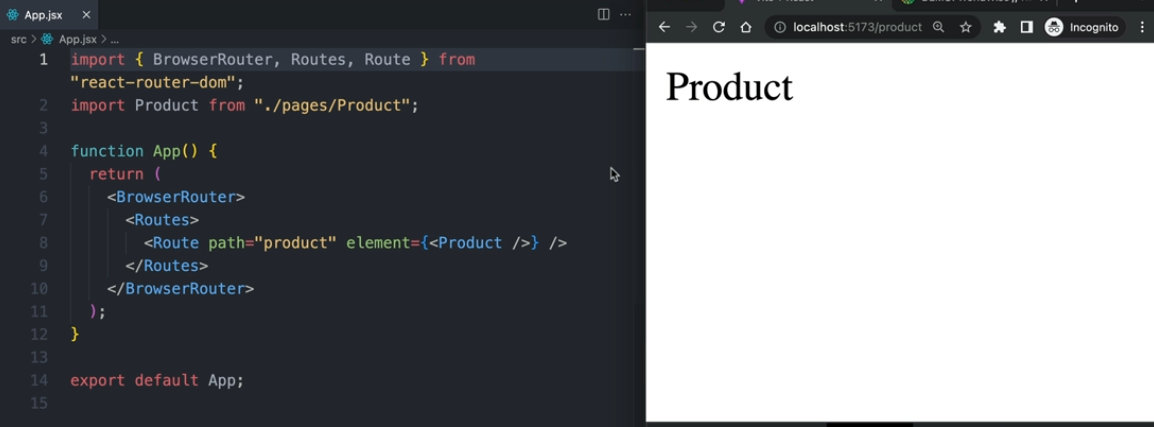 App.jsx
src > App.jsx > ...
1 import { BrowserRouter, Routes, Route } from
"react-router-dom";
2 import Product from "./pages/Product";
3
4 function App() {
5 return (
6 <BrowserRouter>
7 <Routes>
8 <Route path="product" element={<Product />} />
9 </Routes>
10 </BrowserRouter>
11 );
12 }
13
14 export default App;
15
localhost:5173/product
Incognito
Product